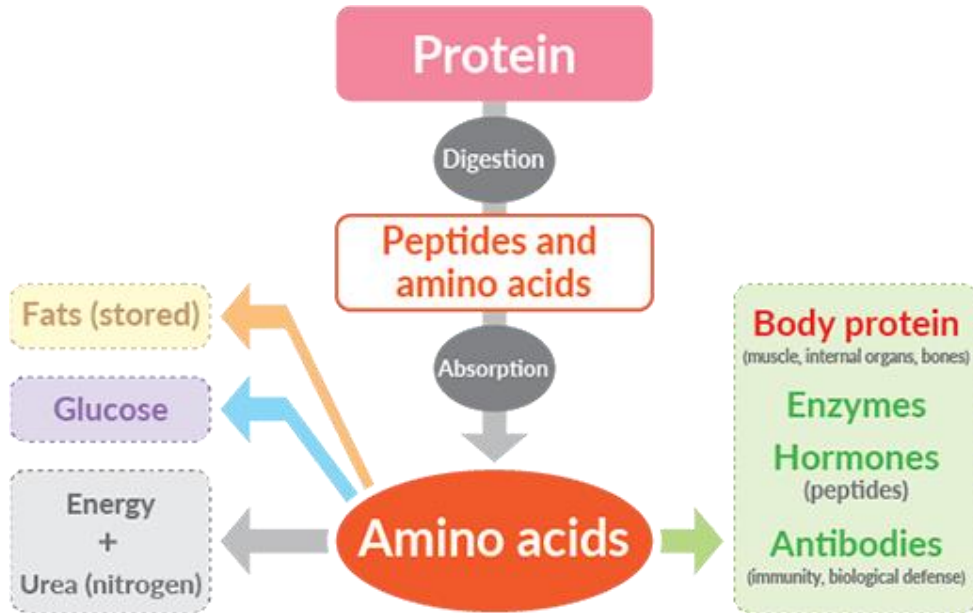 Protein
Digestion
Peptides and
amino acids
Absorption
Fats (stored)
Glucose
Energy
+
Urea (nitrogen)
Amino acids
Body protein
(muscle, internal organs, bones)
Enzymes
Hormones
(peptides)
Antibodies
(immunity, biological defense)